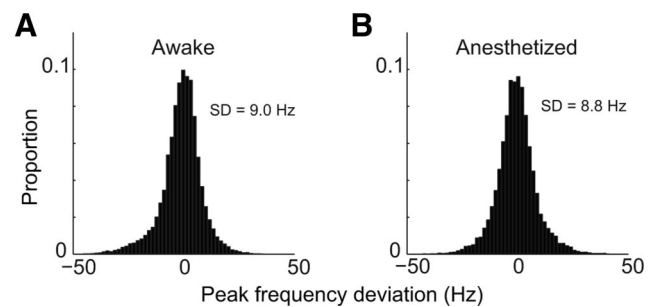 A
Awake
0.1
SD = 9.0 Hz
Proportion
0
−50
0
50
B
Anesthetized
0.1
SD = 8.8 Hz
0
−50
0
50
Peak frequency deviation (Hz)